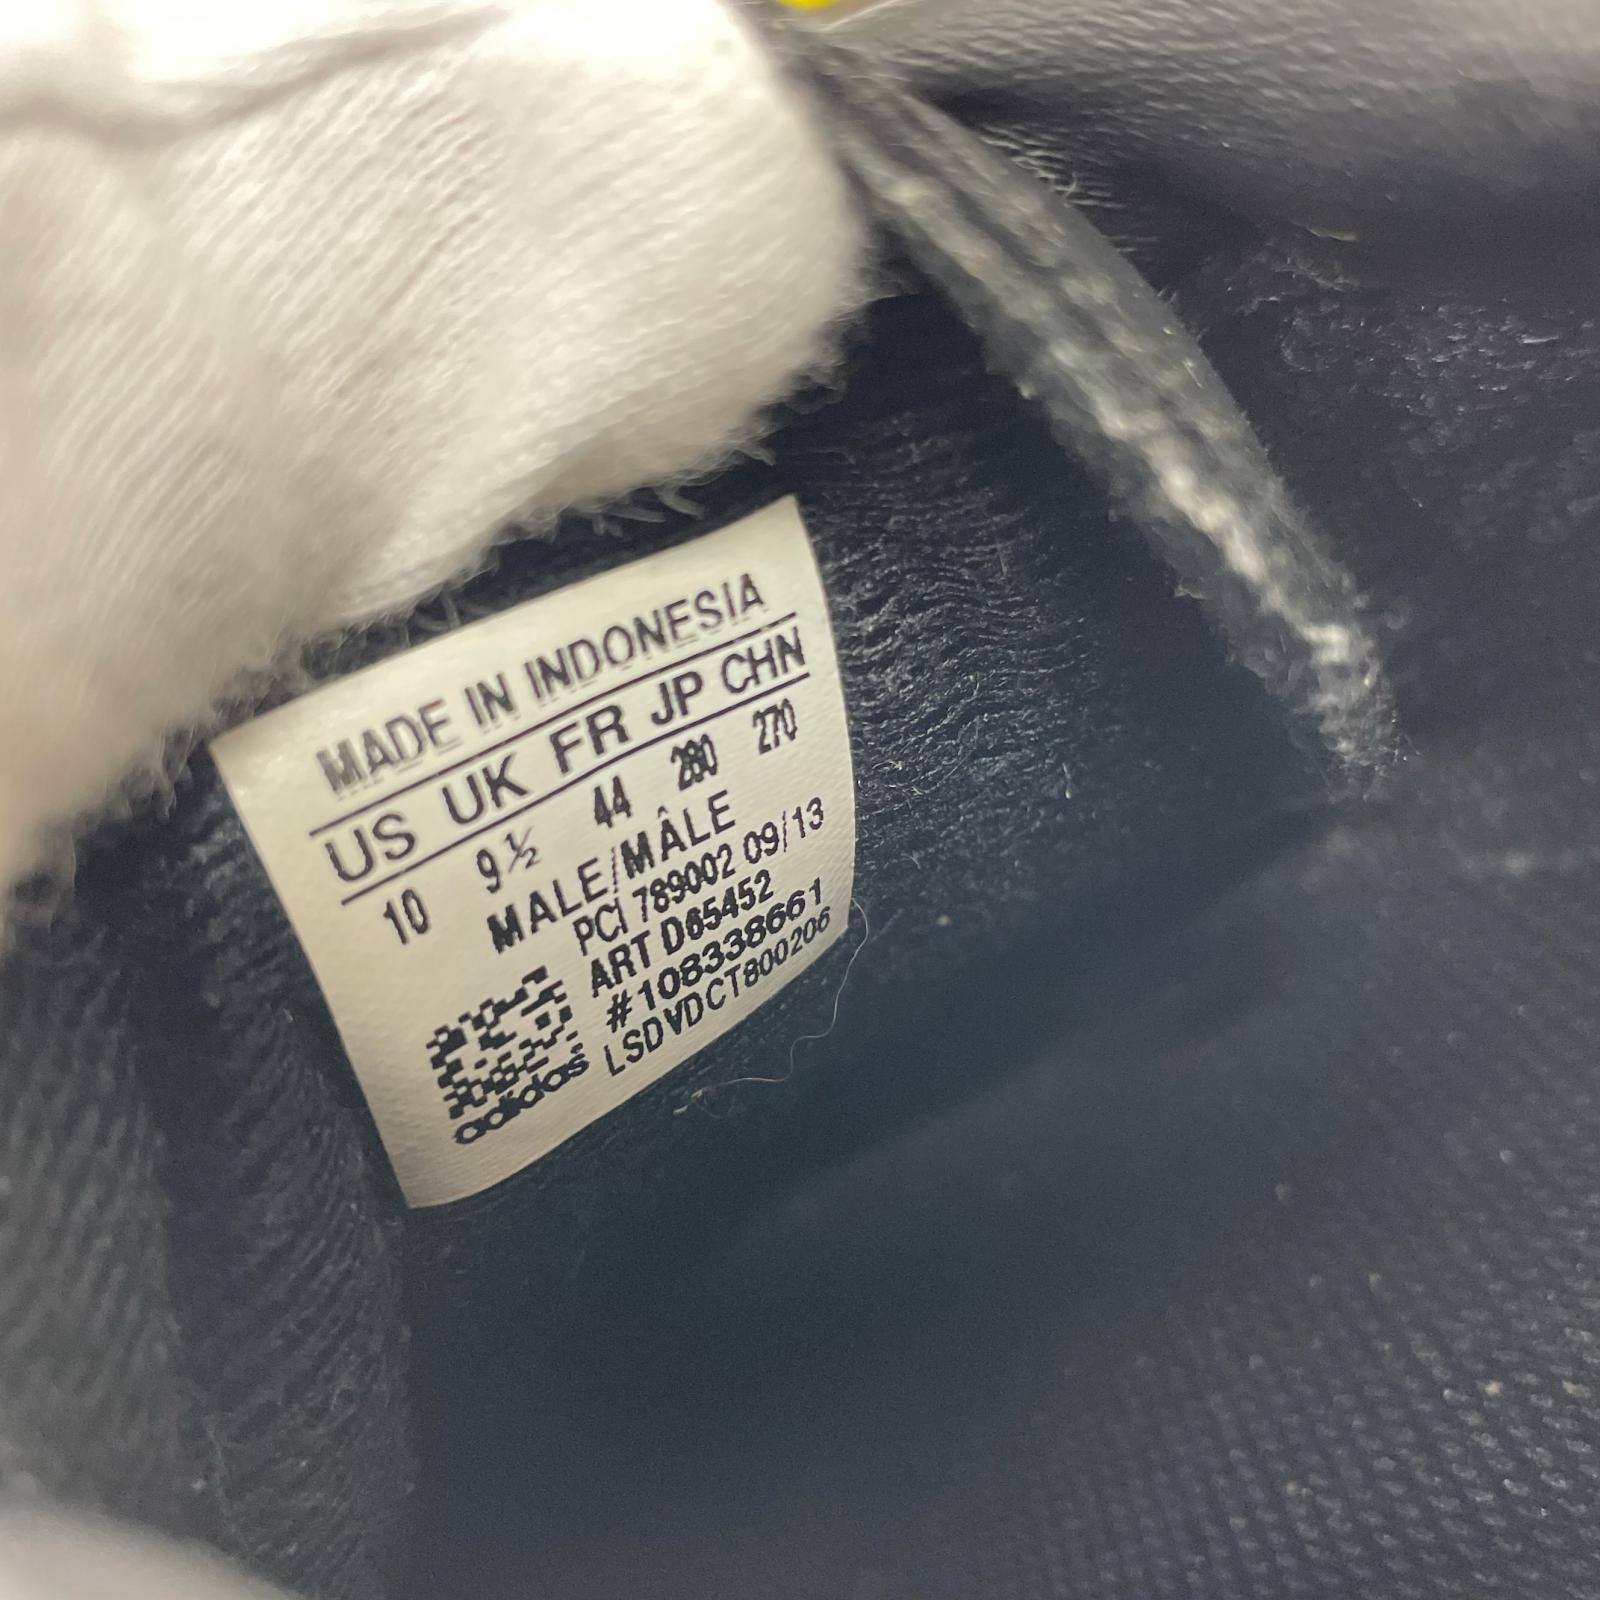 MADE IN INDONESIA
US UK FR JP CHN
10 9½ 44 280 270
MALE/MÂLE
PCI 789002 09/13
ART D65452
#108338661
LSDVDCT800206
adidas